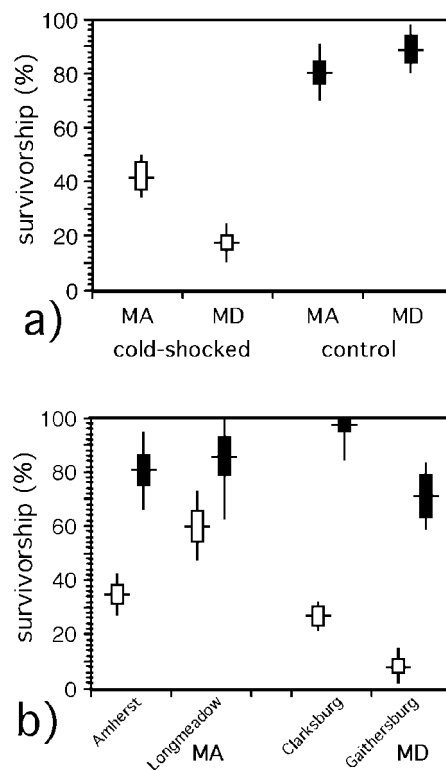 100
80
60
40
20
0
survivorship (%)
a)
MA MD MA MD
cold-shocked control
100
80
60
40
20
0
survivorship (%)
b)
Amherst Longmeadow Clarksburg Gaithersburg
MA MD